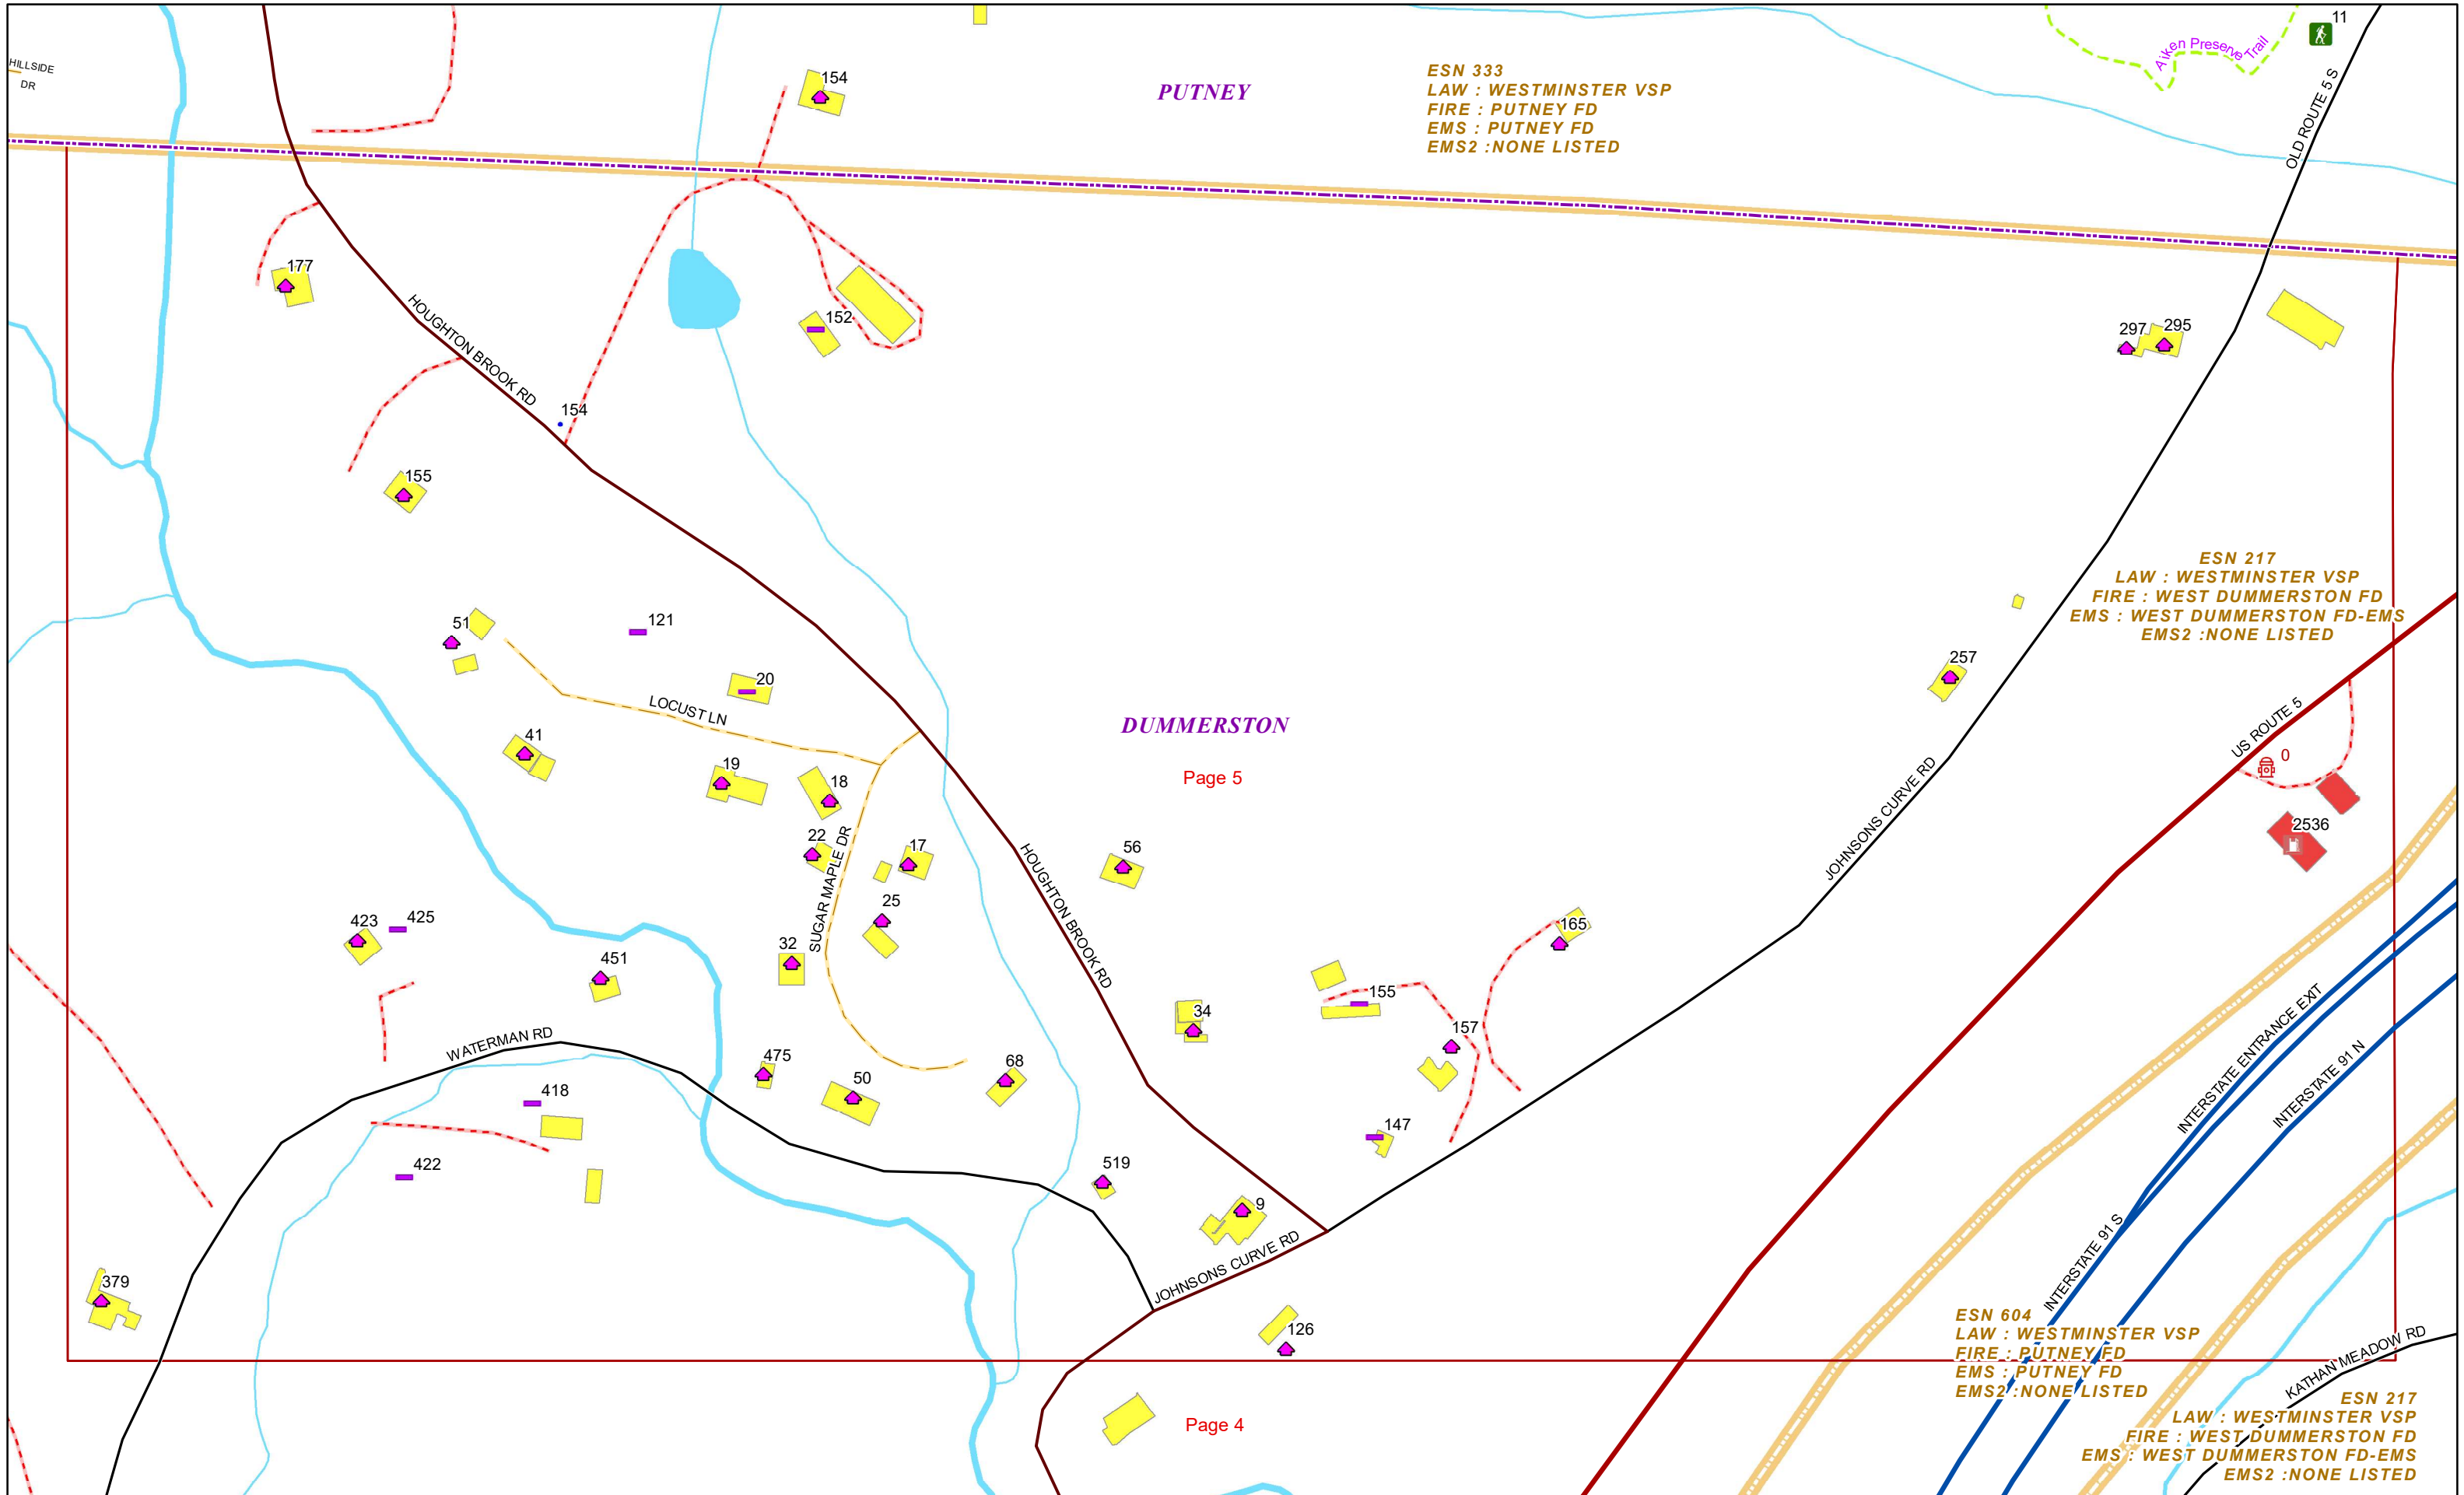 11
HILLSIDE
DR
Aiken Preserve Trail
154
PUTNEY
ESN 333
LAW : WESTMINSTER VSP
FIRE : PUTNEY FD
EMS : PUTNEY FD
EMS2 :NONE LISTED
OLD ROUTE 5 S
177
HOUGHTON BROOK RD
152
297
295
154
155
ESN 217
LAW : WESTMINSTER VSP
FIRE : WEST DUMMERSTON FD
EMS : WEST DUMMERSTON FD-EMS
EMS2 :NONE LISTED
51
121
257
20
LOCUST LN
DUMMERSTON
US ROUTE 5
41
19
18
Page 5
0
JOHNSONS CURVE RD
2536
22
SUGAR MAPLE DR
17
HOUGHTON BROOK RD
56
25
423
425
165
32
451
155
34
157
INTERSTATE ENTRANCE EXIT
INTERSTATE 91 N
WATERMAN RD
475
50
68
418
147
422
519
9
JOHNSONS CURVE RD
INTERSTATE 91 S
379
126
ESN 604
LAW : WESTMINSTER VSP
FIRE : PUTNEY FD
EMS : PUTNEY FD
EMS2 :NONE LISTED
KATHAN MEADOW RD
Page 4
ESN 217
LAW : WESTMINSTER VSP
FIRE : WEST DUMMERSTON FD
EMS : WEST DUMMERSTON FD-EMS
EMS2 :NONE LISTED